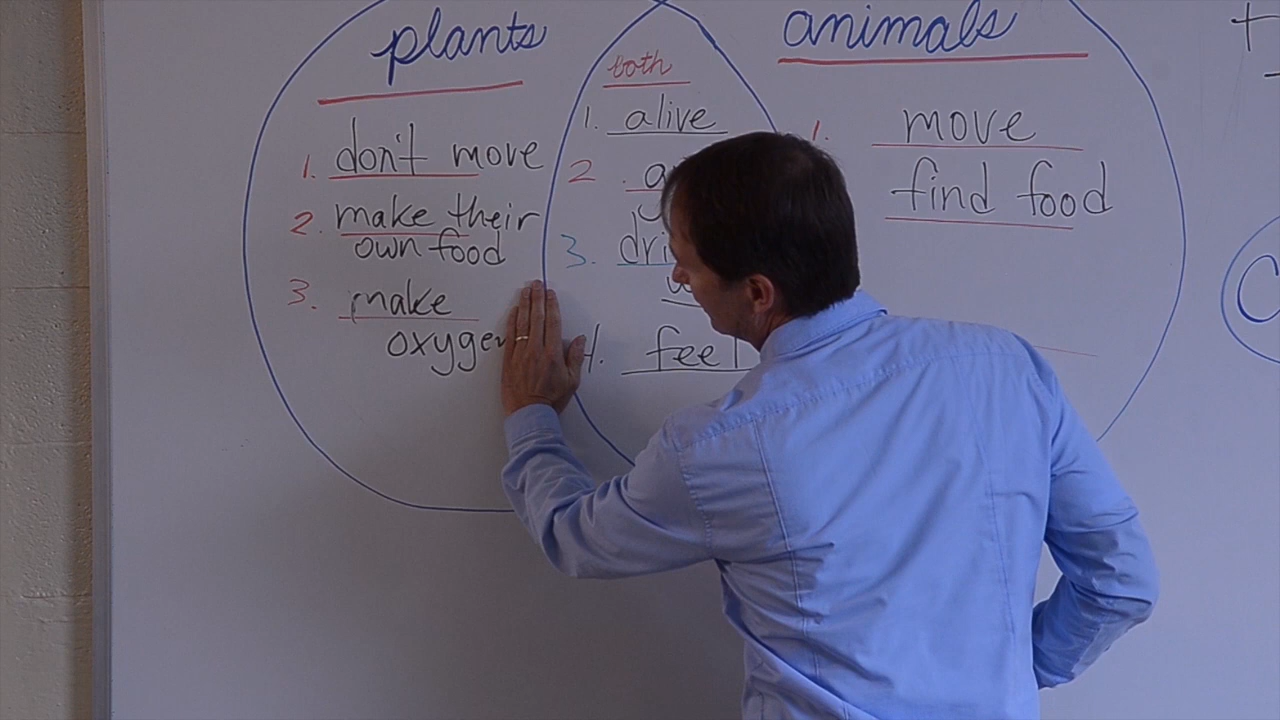 plants
1. don't move
2. make their
own food
3. make
oxygen
both
1. alive
2
3.
4. feel
animals
1. move
find food